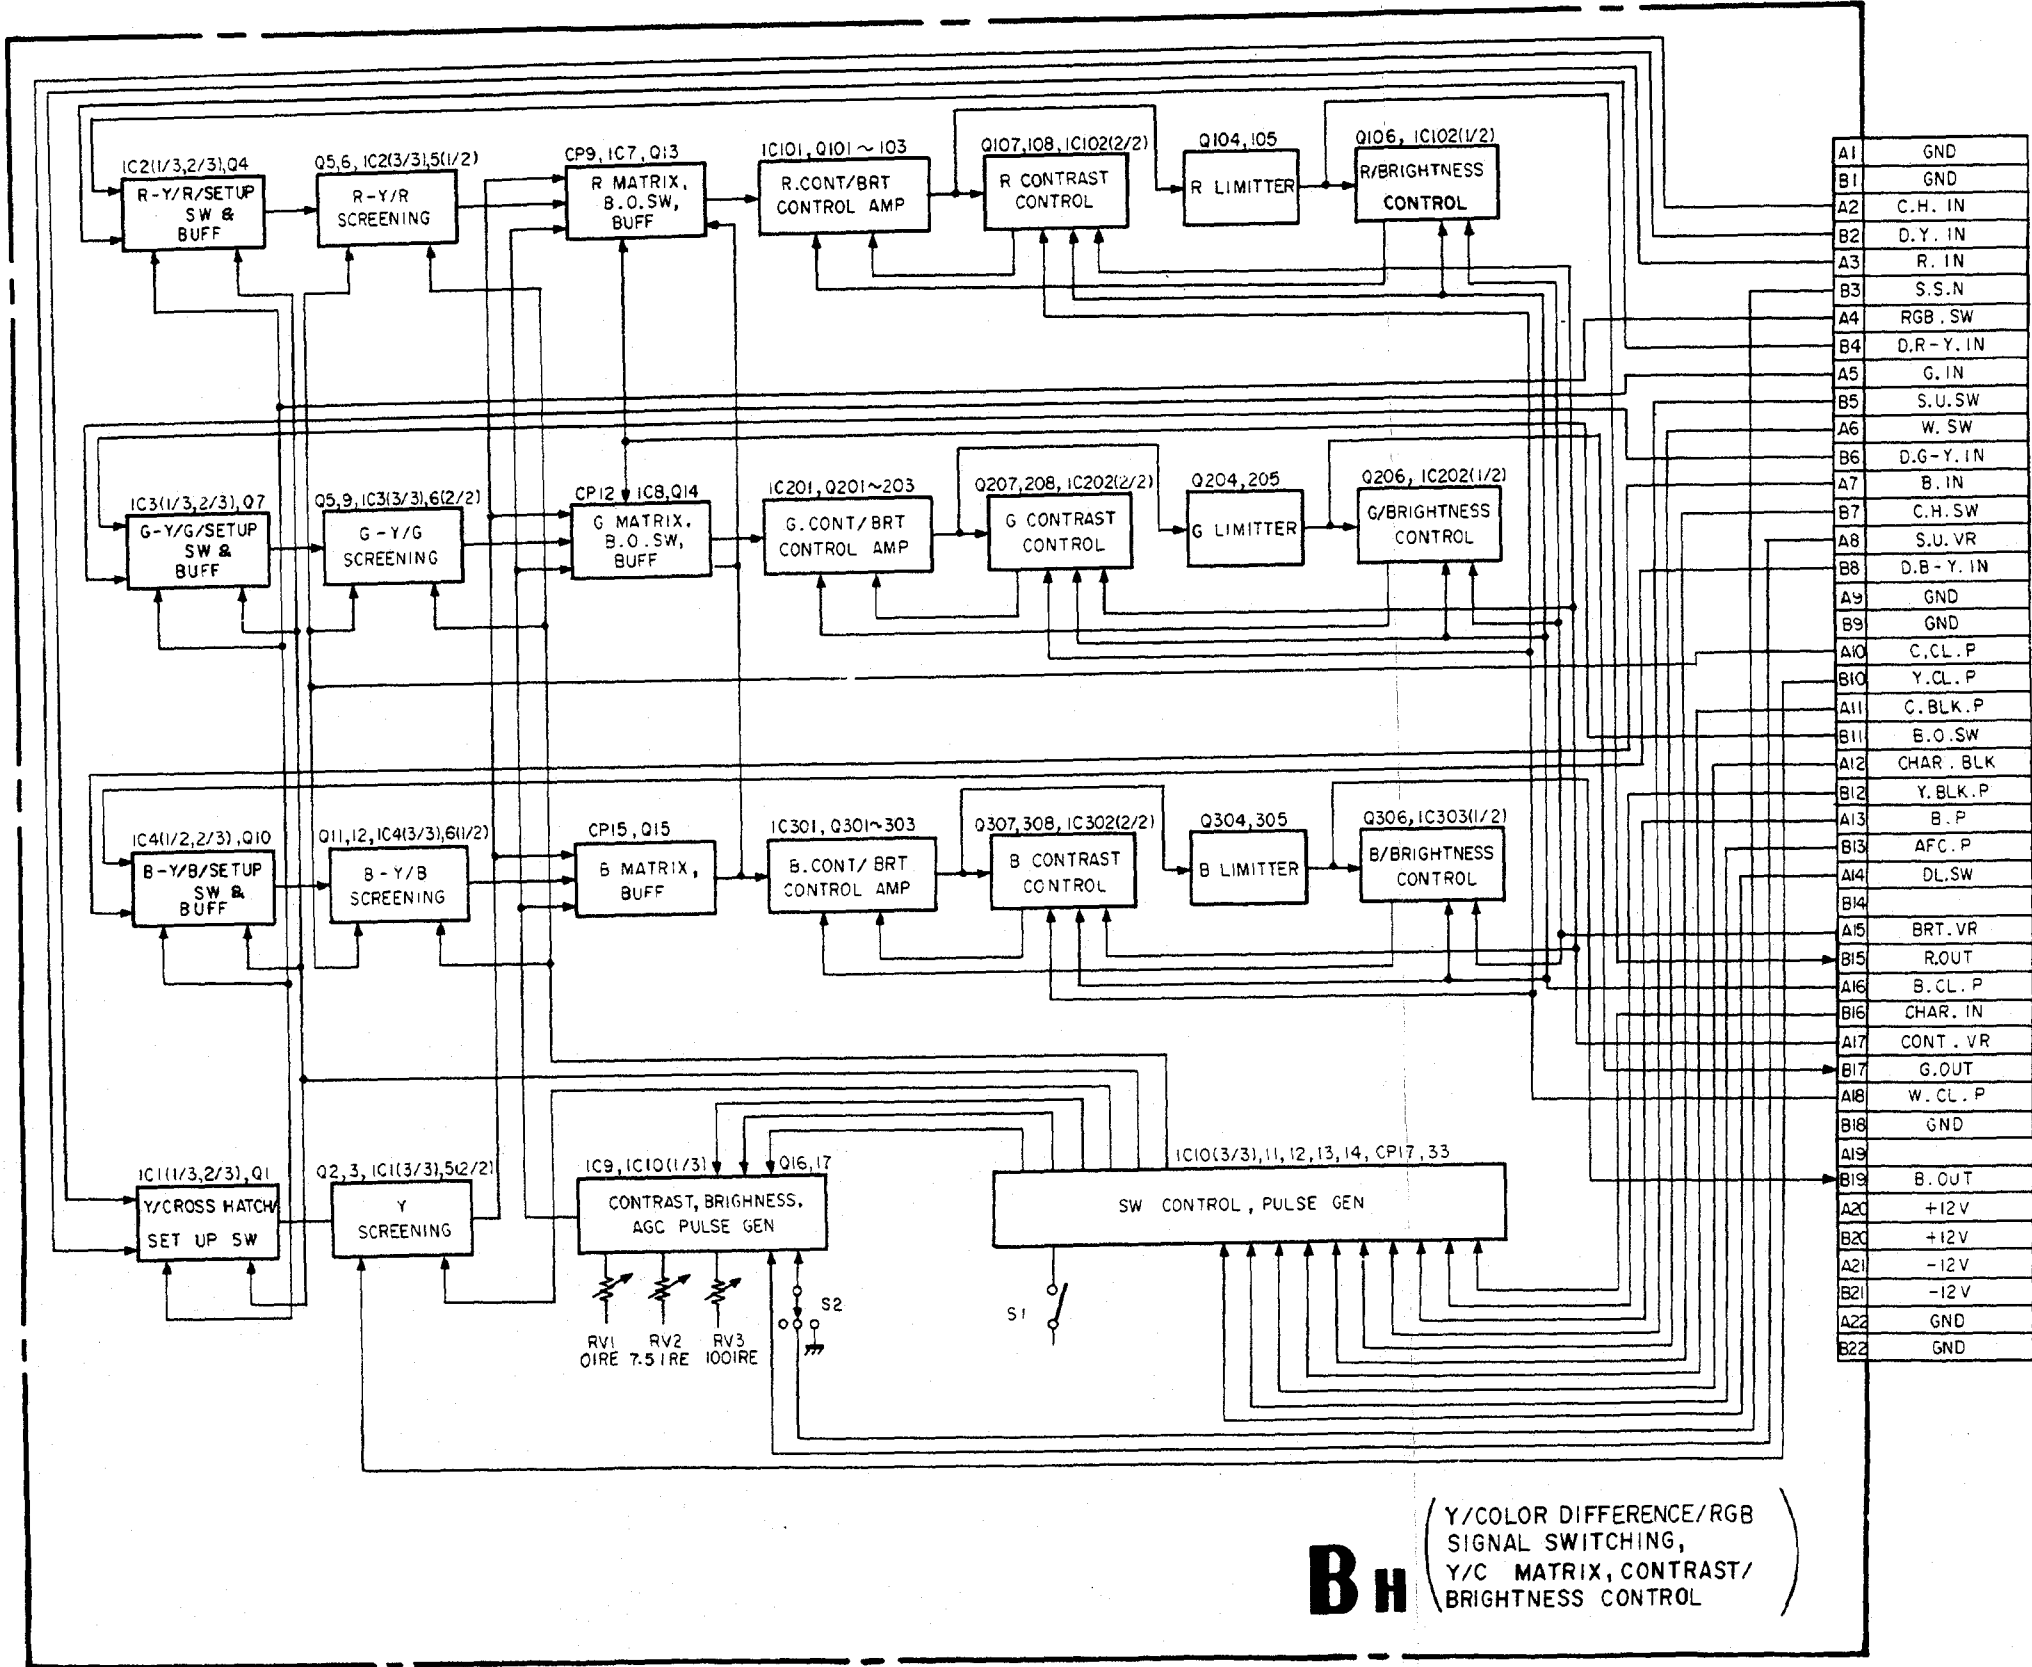 IC2(1/3,2/3),Q4
R-Y/R/SETUP
SW &
BUFF
Q5,6, IC2(3/3),5(1/2)
R-Y/R
SCREENING
CP9, IC7, Q13
R MATRIX,
B.O.SW,
BUFF
IC101, Q101~103
R.CONT/BRT
CONTROL AMP
Q107,108, IC102(2/2)
R CONTRAST
CONTROL
Q104,105
R LIMITTER
Q106, IC102(1/2)
R/BRIGHTNESS
CONTROL
IC3(1/3,2/3),Q7
G-Y/G/SETUP
SW &
BUFF
Q5,9, IC3(3/3),6(2/2)
G-Y/G
SCREENING
CP12 IC8,Q14
G MATRIX.
B.O.SW,
BUFF
IC201, Q201~203
G.CONT/BRT
CONTROL AMP
Q207,208, IC202(2/2)
G CONTRAST
CONTROL
Q204,205
G LIMITTER
Q206, IC202(1/2)
G/BRIGHTNESS
CONTROL
IC4(1/2,2/3),Q10
B-Y/B/SETUP
SW &
BUFF
Q11,12, IC4(3/3),6(1/2)
B-Y/B
SCREENING
CP15, Q15
B MATRIX,
BUFF
IC301, Q301~303
B.CONT/BRT
CONTROL AMP
Q307,308, IC302(2/2)
B CONTRAST
CONTROL
Q304,305
B LIMITTER
Q306, IC303(1/2)
B/BRIGHTNESS
CONTROL
IC1(1/3,2/3), Q1
Y/CROSS HATCH/
SET UP SW
Q2,3, IC1(3/3),5(2/2)
Y
SCREENING
IC9, IC10(1/3) Q16,17
CONTRAST, BRIGHNESS,
AGC PULSE GEN
IC10(3/3),11,12,13,14, CP17,33
SW CONTROL, PULSE GEN
S2
S1
RV1 RV2 RV3
0IRE 7.5IRE 100IRE
A1 GND
B1 GND
A2 C.H. IN
B2 D.Y. IN
A3 R. IN
B3 S.S.N
A4 RGB.SW
B4 D.R-Y.IN
A5 G.IN
B5 S.U.SW
A6 W.SW
B6 D.G-Y.IN
A7 B.IN
B7 C.H.SW
A8 S.U.VR
B8 D.B-Y.IN
A9 GND
B9 GND
A10 C.CL.P
B10 Y.CL.P
A11 C.BLK.P
B11 B.O.SW
A12 CHAR.BLK
B12 Y.BLK.P
A13 B.P
B13 AFC.P
A14 DL.SW
B14
A15 BRT.VR
B15 R.OUT
A16 B.CL.P
B16 CHAR.IN
A17 CONT.VR
B17 G.OUT
A18 W.CL.P
B18 GND
A19
B19 B.OUT
A20 +12V
B20 +12V
A21 -12V
B21 -12V
A22 GND
B22 GND
BH
Y/COLOR DIFFERENCE/RGB
SIGNAL SWITCHING,
Y/C MATRIX, CONTRAST/
BRIGHTNESS CONTROL